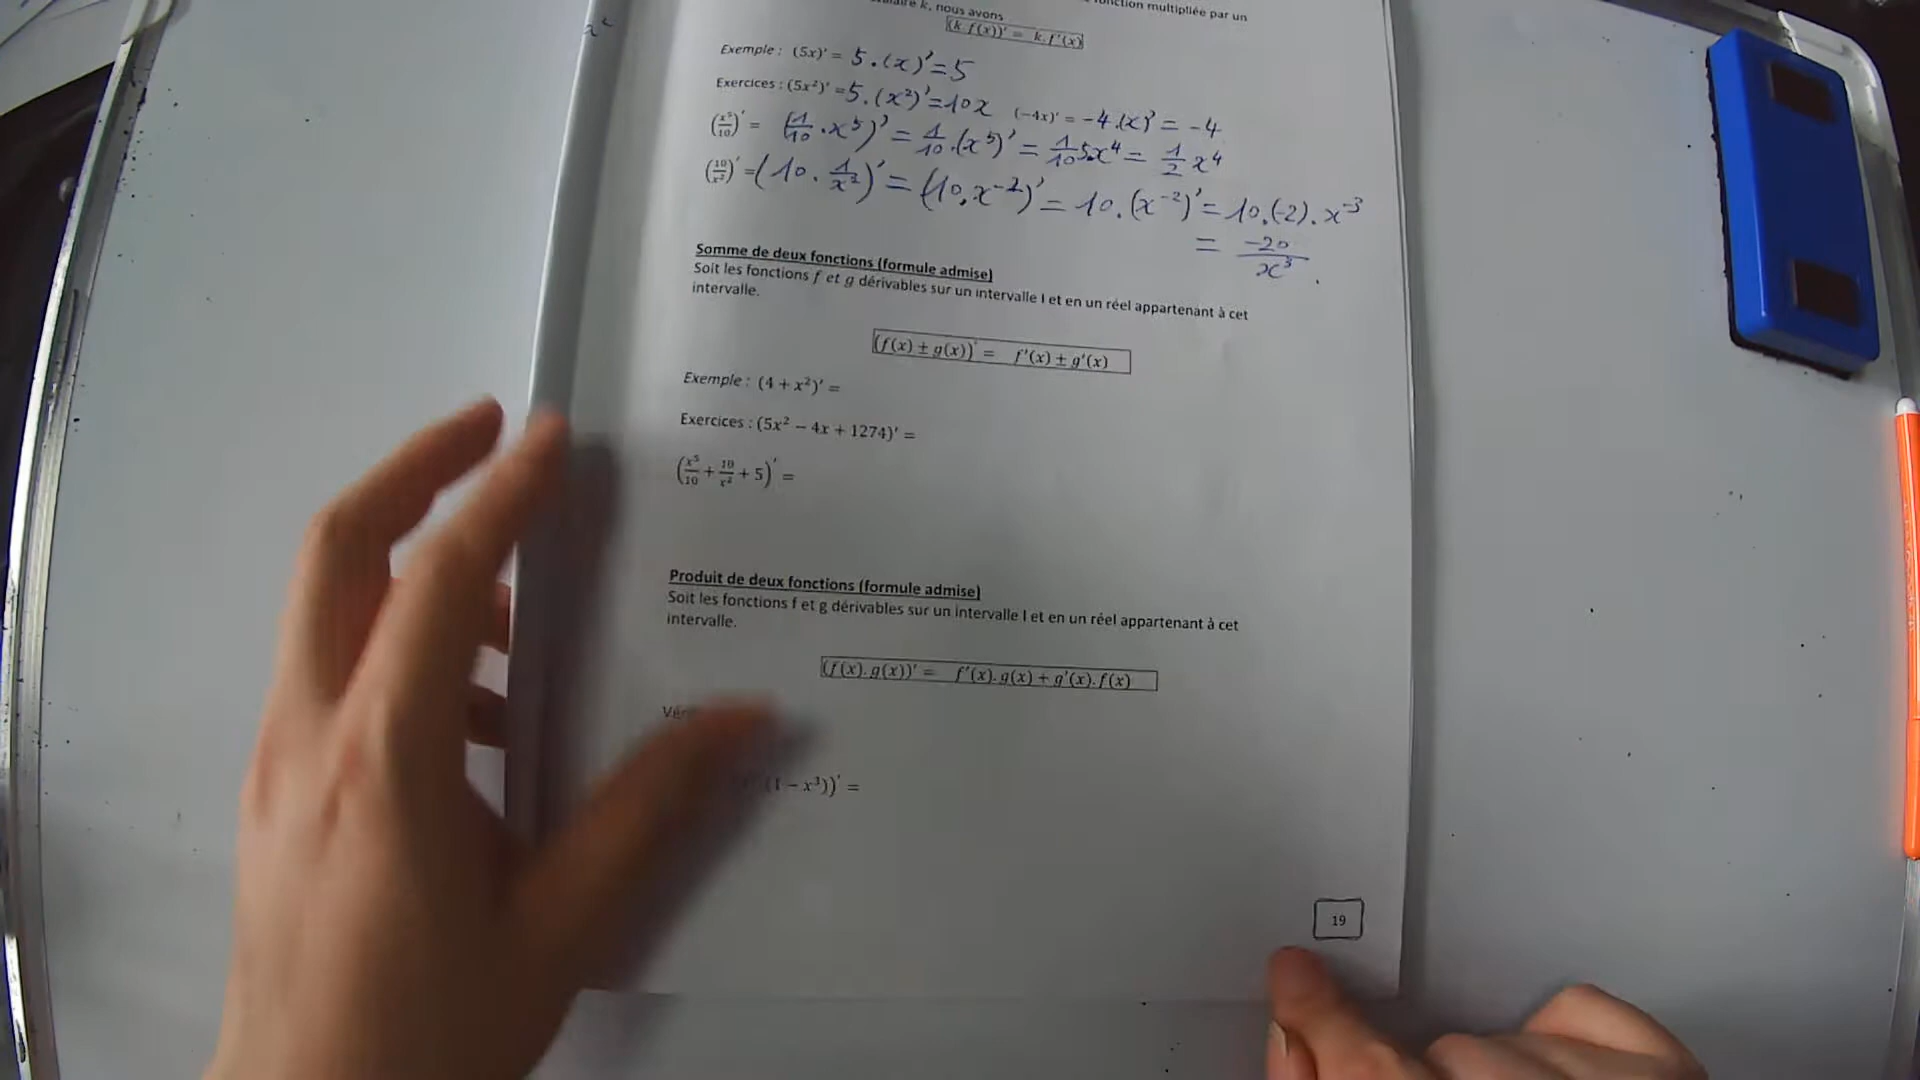 fonction multipliée par un
k, nous avons
(k.f(x))' = k.f'(x)
Exemple : (5x)' = 5.(x)'=5
Exercices : (5x²)' = 5.(x²)'=10x (−4x)' = -4.(x)' = -4
(x⁵/10)' = (1/10 . x⁵)' = 1/10.(x⁵)' = 1/10 5x⁴ = 1/2 x⁴
(10/x²)' = (10. 1/x²)' = (10.x⁻²)' = 10.(x⁻²)' = 10.(-2).x⁻³
= -20/x³ .
Somme de deux fonctions (formule admise)
Soit les fonctions f et g dérivables sur un intervalle I et en un réel appartenant à cet
intervalle.
(f(x) ± g(x))' = f'(x) ± g'(x)
Exemple : (4 + x²)' =
Exercices : (5x² − 4x + 1274)' =
(x⁵/10 + 10/x² + 5)' =
Produit de deux fonctions (formule admise)
Soit les fonctions f et g dérivables sur un intervalle I et en un réel appartenant à cet
intervalle.
(f(x). g(x))' = f'(x). g(x) + g'(x). f(x)
(1 − x³))' =
19